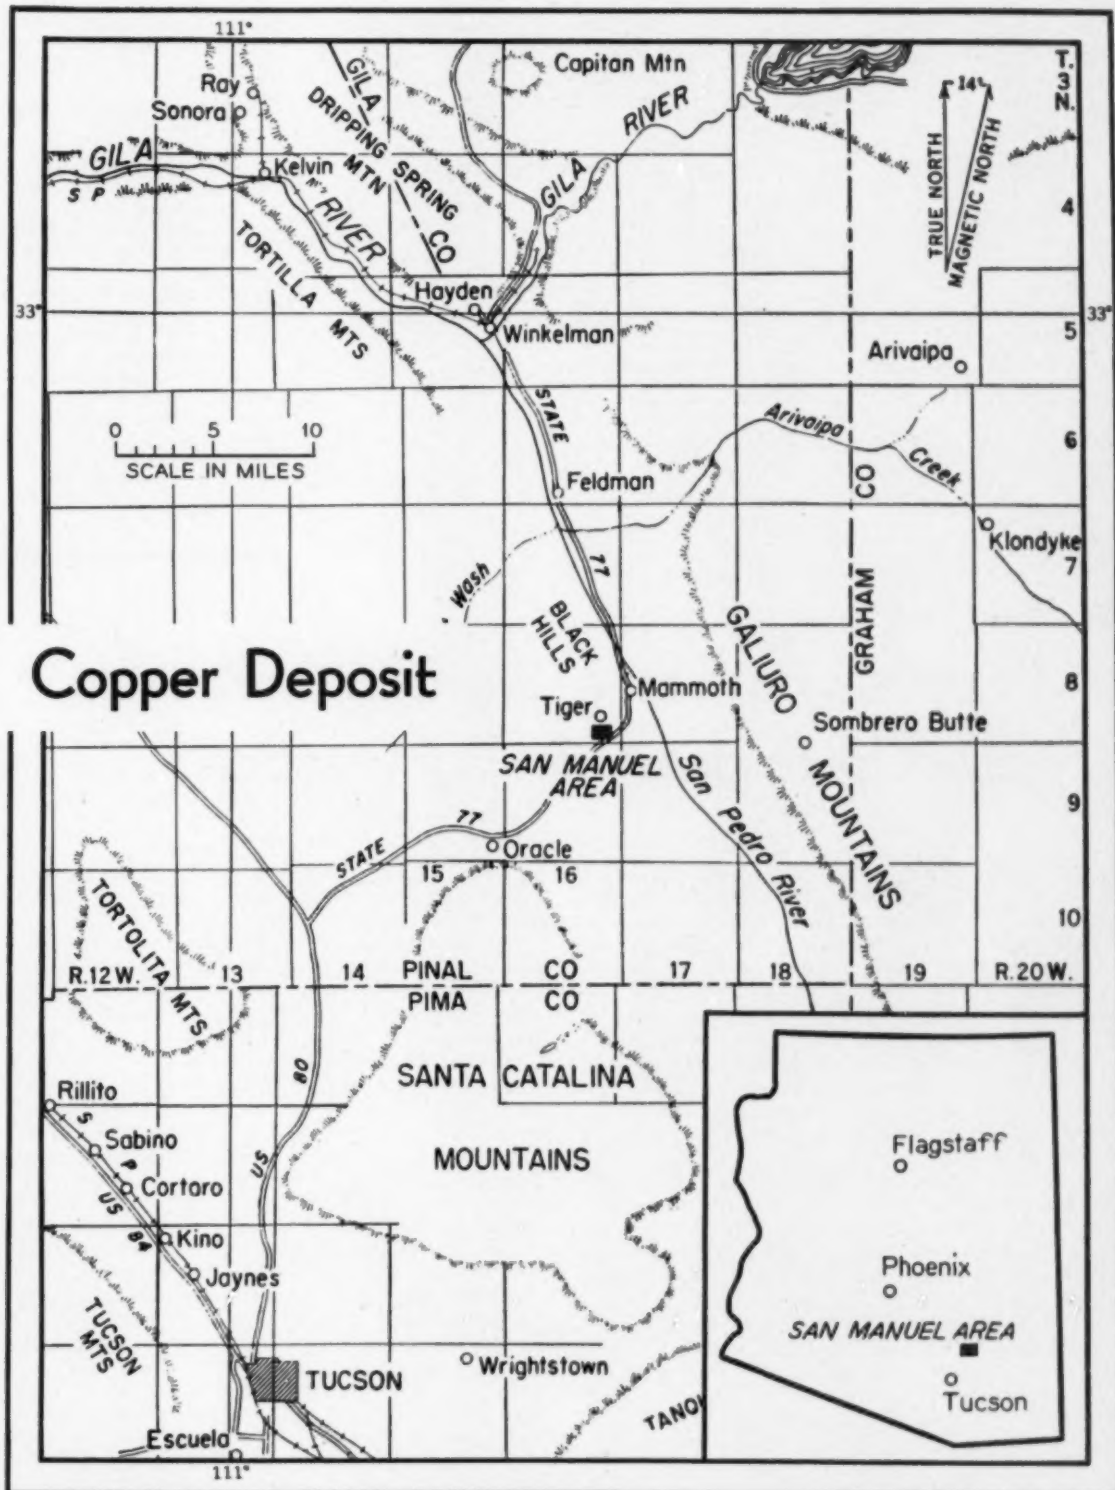 111°
Capitan Mtn
T.
3
N.
Ray
Sonora
GILA
DRIPPING SPRING
MTN
CO
GILA RIVER
14°
TRUE NORTH
MAGNETIC NORTH
GILA RIVER
Kelvin
S P
4
TORTILLA
MTS
Hayden
Winkelman
33°
33°
5
Arivaipa
0 5 10
SCALE IN MILES
STATE
77
Arivaipa Creek
6
Feldman
CO
Klondyke
7
Wash
BLACK
HILLS
GRAHAM
GALIURO
MOUNTAINS
Copper Deposit
Mammoth
8
Tiger
Sombrero Butte
SAN MANUEL
AREA
San Pedro River
9
STATE 77
Oracle
15 16
TORTOLITA
MTS
10
R.12 W. 13 14 PINAL CO 17 18 19 R.20 W.
PIMA CO
80
US
SANTA CATALINA
MOUNTAINS
Rillito
S P
Sabino
Cortaro
US 84
Kino
Jaynes
TUCSON
MTS
TUCSON
Wrightstown
Escuela
111°
Flagstaff
Phoenix
SAN MANUEL AREA
Tucson